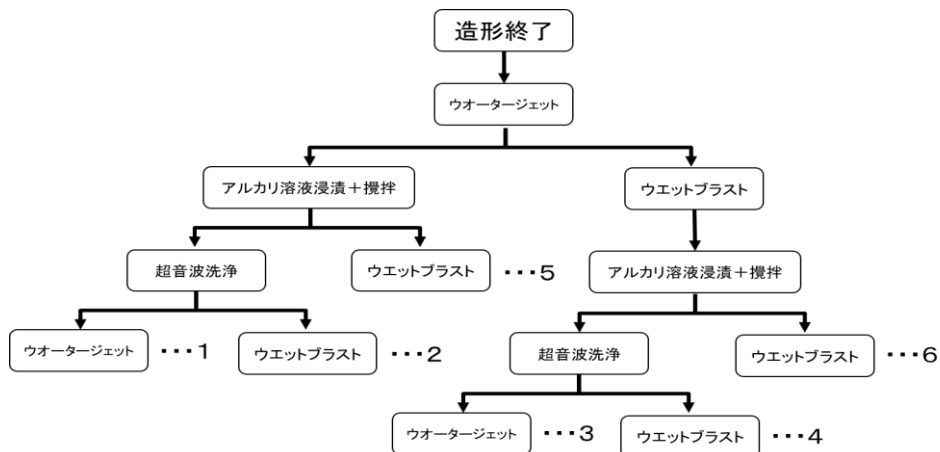 造形終了
ウオータージェット
アルカリ溶液浸漬＋攪拌
ウエットブラスト
超音波洗浄
ウエットブラスト
・・・5
アルカリ溶液浸漬＋攪拌
ウオータージェット
・・・1
ウエットブラスト
・・・2
超音波洗浄
ウエットブラスト
・・・6
ウオータージェット
・・・3
ウエットブラスト
・・・4